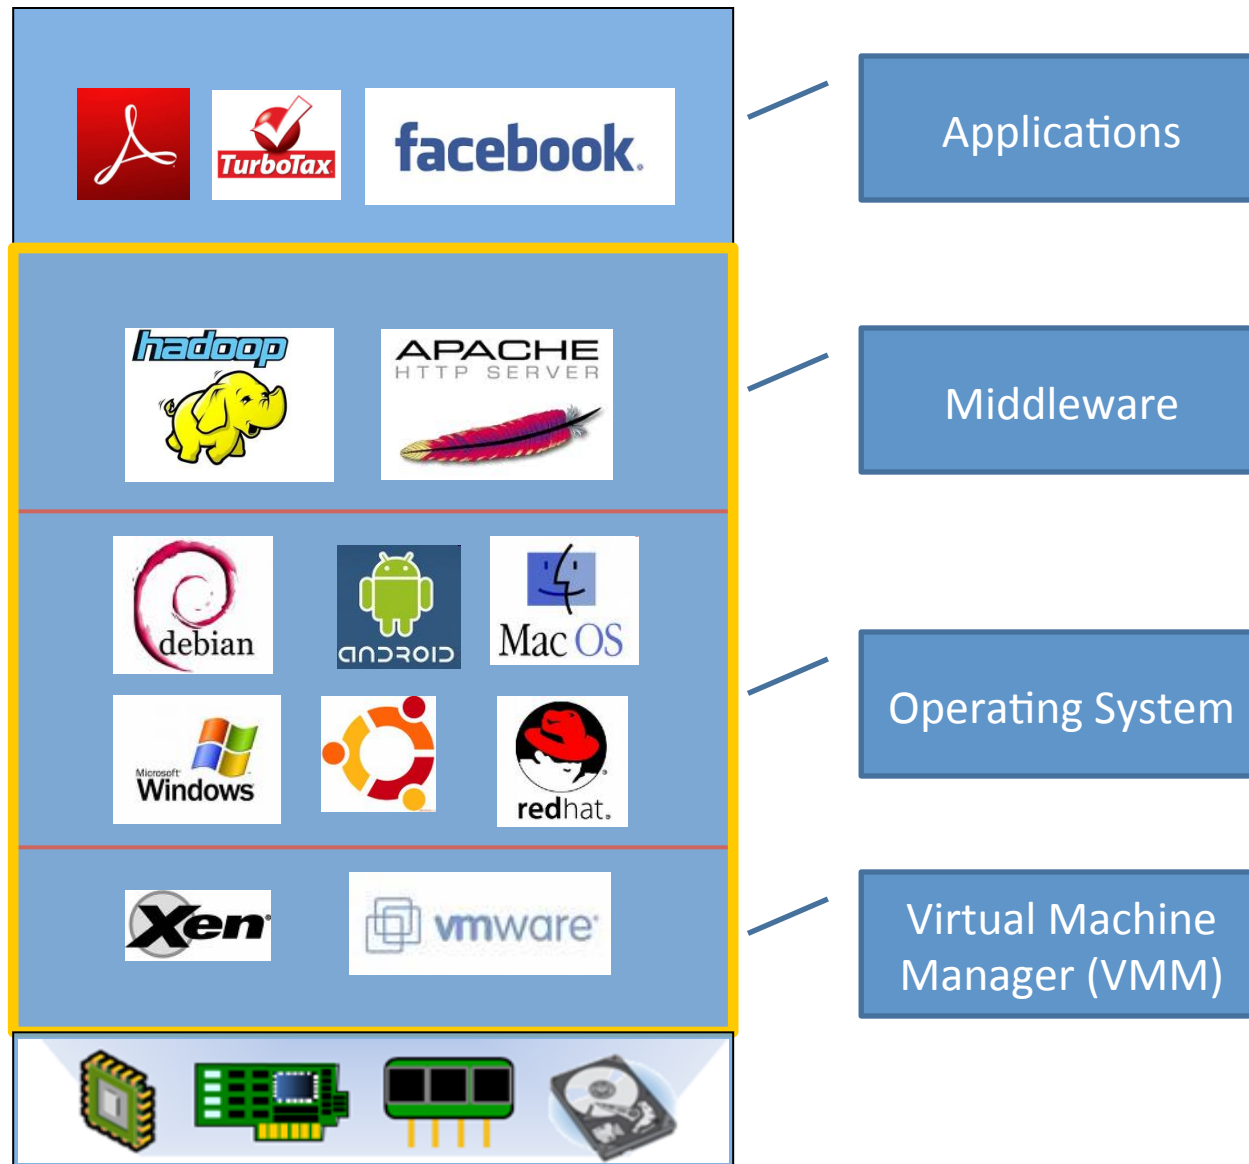 TurboTax
facebook®
Applications
hadoop
APACHE
HTTP SERVER
Middleware
debian
ANDROID
Mac OS
Microsoft
Windows
redhat®
Operating System
Xen
vmware®
Virtual Machine
Manager (VMM)